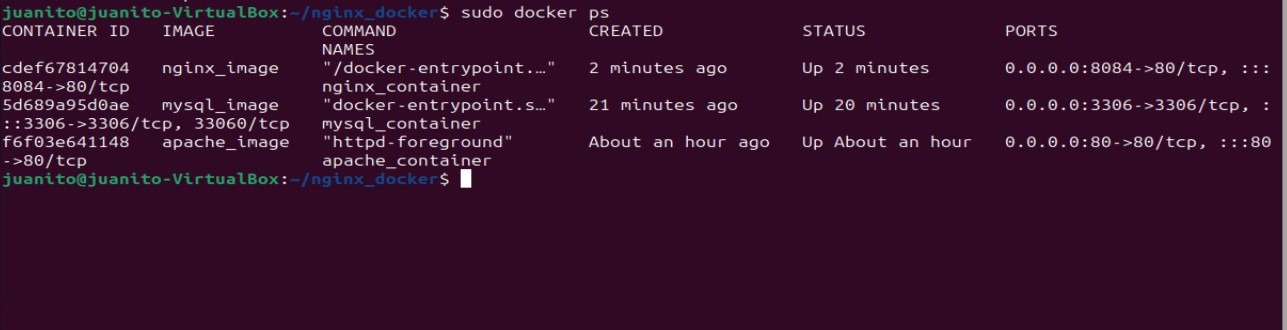 juanito@juanito-VirtualBox:~/nginx_docker$ sudo docker ps
CONTAINER ID   IMAGE          COMMAND                  CREATED             STATUS             PORTS
                              NAMES
cdef67814704   nginx_image    "/docker-entrypoint.…"   2 minutes ago       Up 2 minutes       0.0.0.0:8084->80/tcp, :::
8084->80/tcp                  nginx_container
5d689a95d0ae   mysql_image    "docker-entrypoint.s…"   21 minutes ago      Up 20 minutes      0.0.0.0:3306->3306/tcp, :
::3306->3306/tcp, 33060/tcp   mysql_container
f6f03e641148   apache_image   "httpd-foreground"       About an hour ago   Up About an hour   0.0.0.0:80->80/tcp, :::80
->80/tcp                      apache_container
juanito@juanito-VirtualBox:~/nginx_docker$